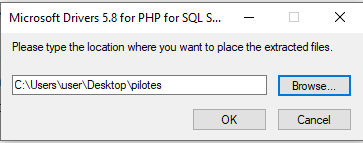 Microsoft Drivers 5.8 for PHP for SQL S...
Please type the location where you want to place the extracted files.
C:\Users\user\Desktop\pilotes
Browse...
OK
Cancel